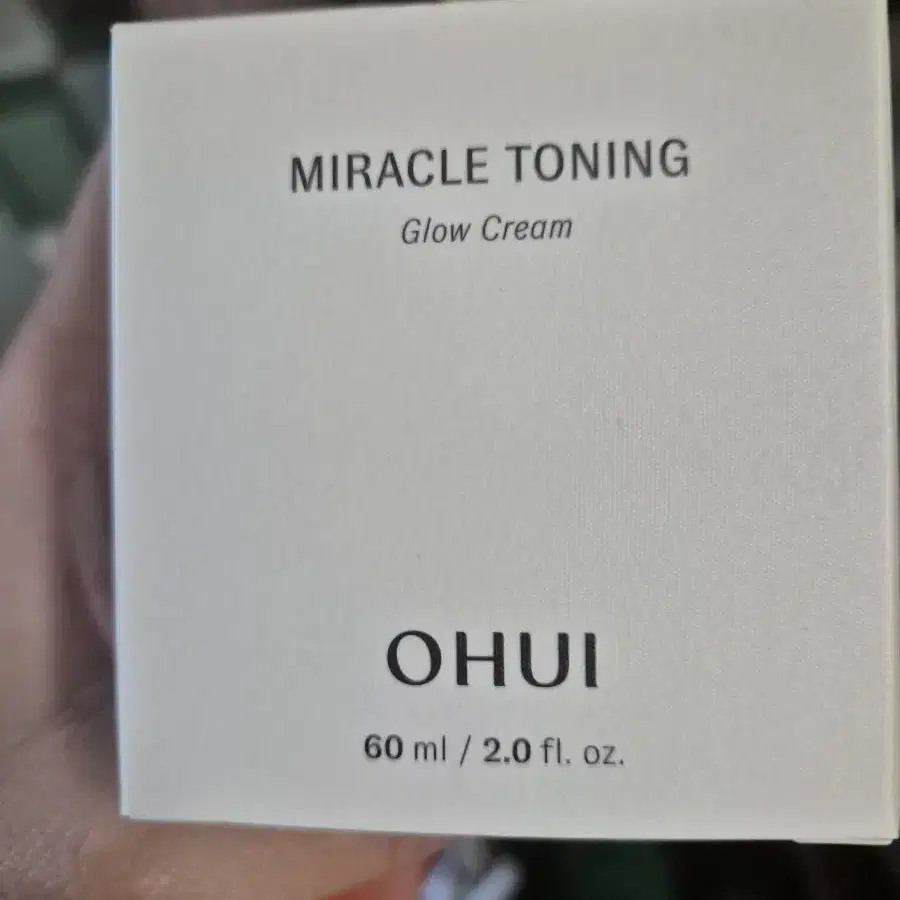 MIRACLE TONING
Glow Cream
OHUI
60 ml / 2.0 fl. oz.